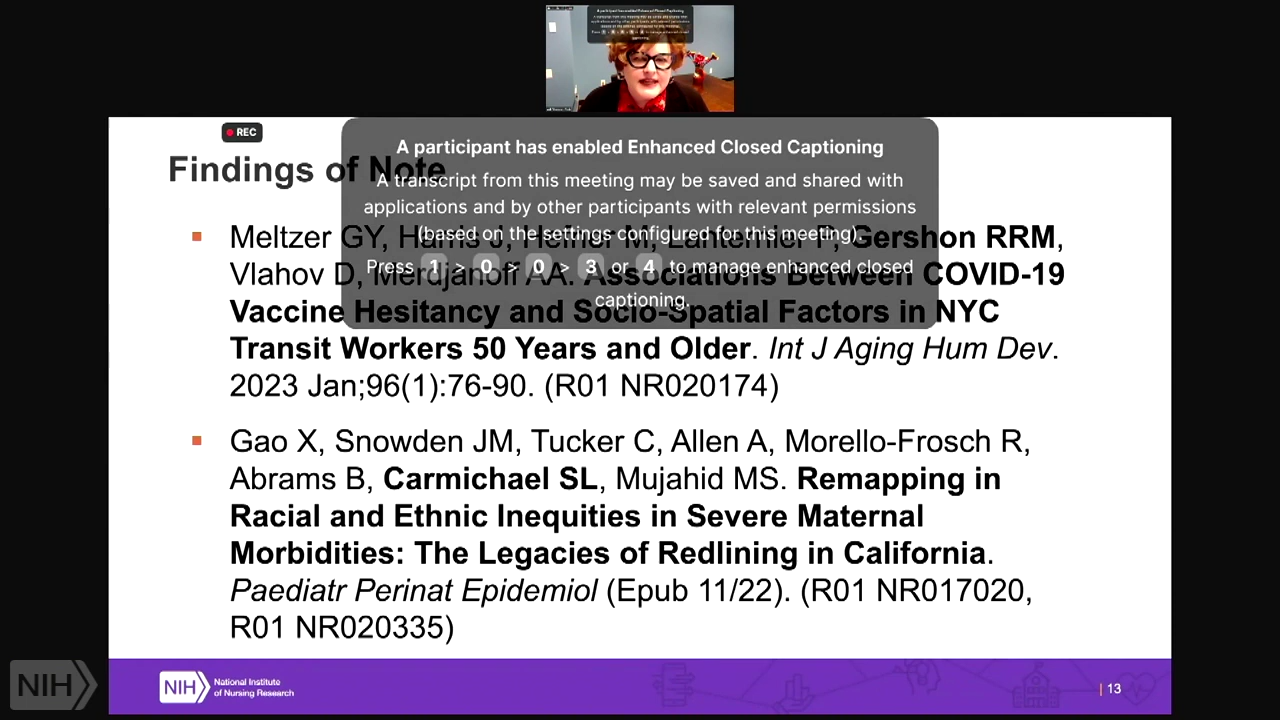 REC
A participant has enabled Enhanced Closed Captioning
Findings of Note
A transcript from this meeting may be saved and shared with
applications and by other participants with relevant permissions
(based on the settings configured for this meeting).
Press 1 > 0 > 0 > 3 or 4 to manage enhanced closed
captioning.
Meltzer GY, Harris J, Hefner M, Lanternier P, Gershon RRM,
Vlahov D, Merdjanoff AA. Associations Between COVID-19
Vaccine Hesitancy and Socio-Spatial Factors in NYC
Transit Workers 50 Years and Older. Int J Aging Hum Dev.
2023 Jan;96(1):76-90. (R01 NR020174)
Gao X, Snowden JM, Tucker C, Allen A, Morello-Frosch R,
Abrams B, Carmichael SL, Mujahid MS. Remapping in
Racial and Ethnic Inequities in Severe Maternal
Morbidities: The Legacies of Redlining in California.
Paediatr Perinat Epidemiol (Epub 11/22). (R01 NR017020,
R01 NR020335)
NIH
NIH National Institute
of Nursing Research
| 13